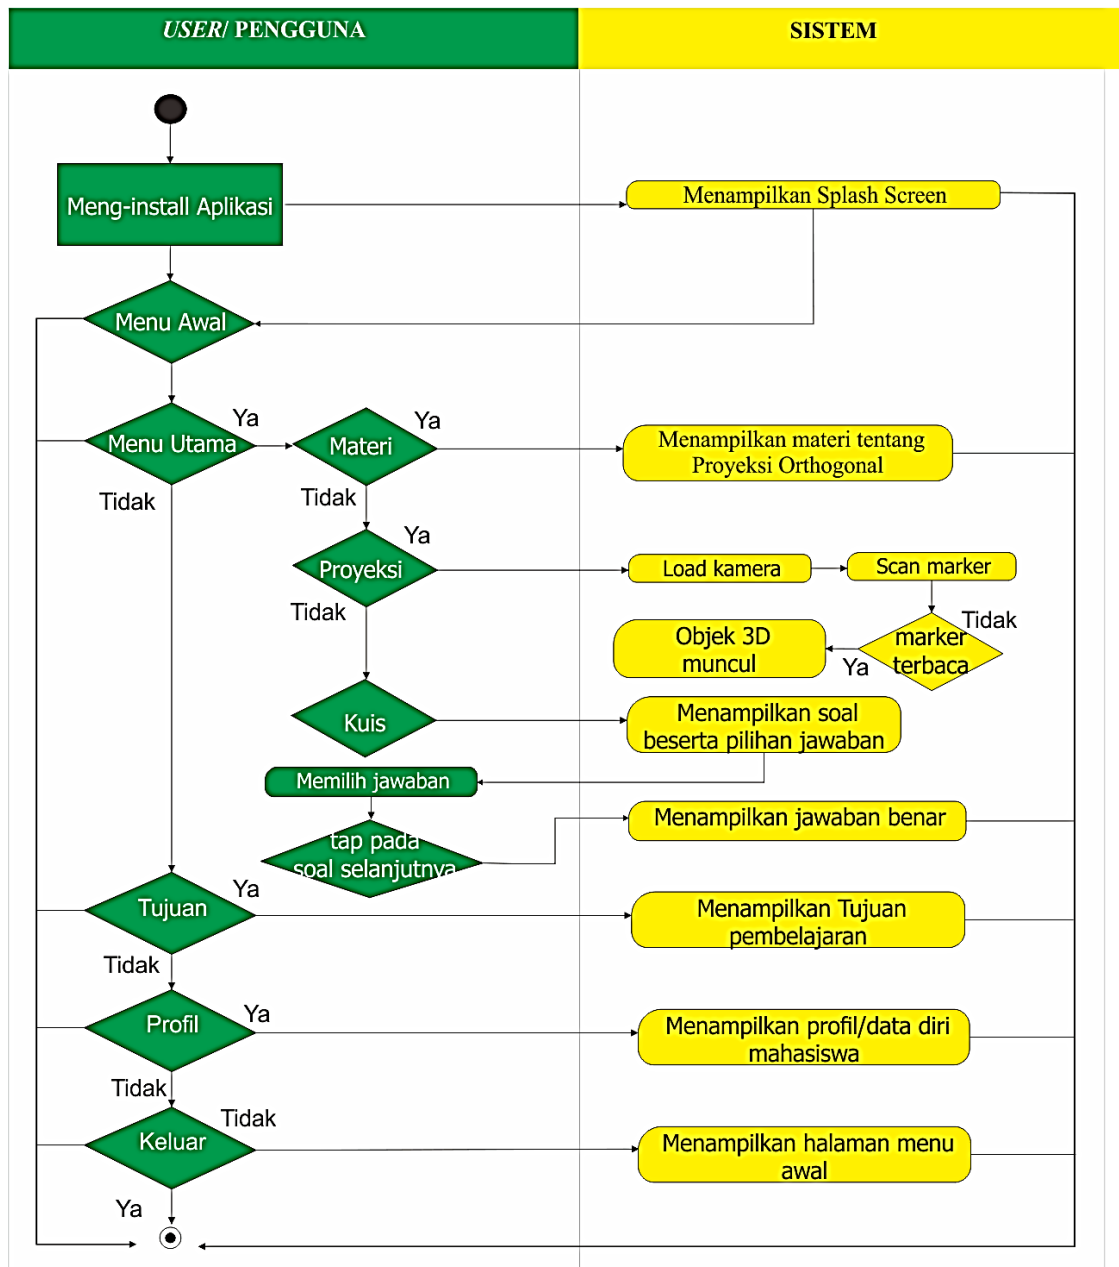 USER/ PENGGUNA
SISTEM
Meng-install Aplikasi
Menampilkan Splash Screen
Menu Awal
Menu Utama
Ya
Materi
Ya
Menampilkan materi tentang
Proyeksi Orthogonal
Tidak
Tidak
Proyeksi
Ya
Load kamera
Scan marker
Tidak
Tidak
marker
terbaca
Ya
Objek 3D
muncul
Kuis
Menampilkan soal
beserta pilihan jawaban
Memilih jawaban
tap pada
soal selanjutnya
Menampilkan jawaban benar
Tujuan
Ya
Menampilkan Tujuan
pembelajaran
Tidak
Profil
Ya
Menampilkan profil/data diri
mahasiswa
Tidak
Keluar
Tidak
Menampilkan halaman menu
awal
Ya